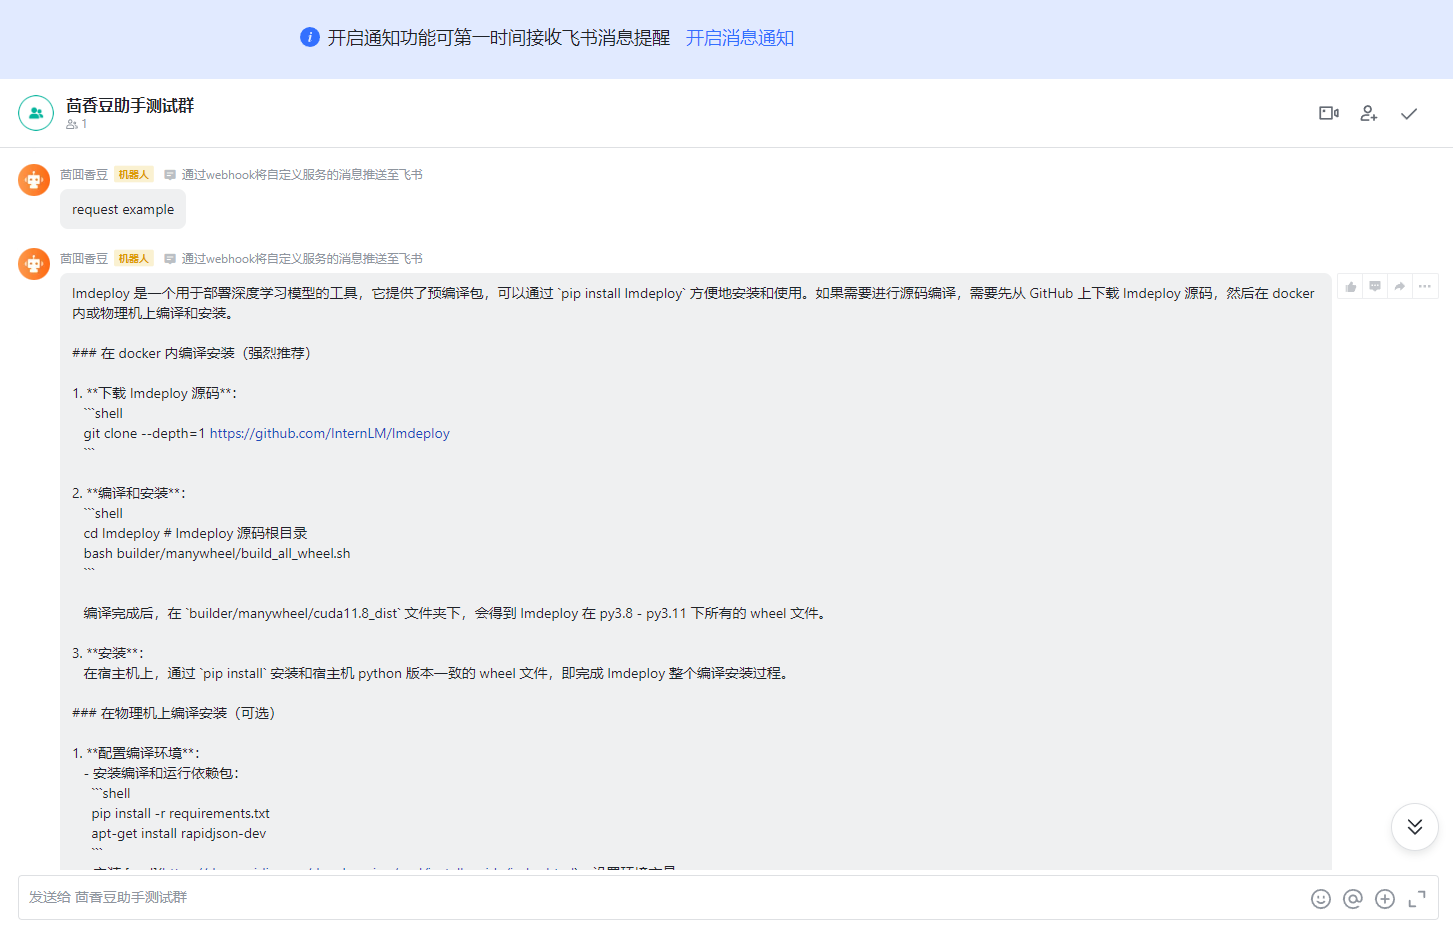 开启通知功能可第一时间接收飞书消息提醒 开启消息通知
茴香豆助手测试群
1
茴囬香豆 机器人 通过webhook将自定义服务的消息推送至飞书
request example
茴囬香豆 机器人 通过webhook将自定义服务的消息推送至飞书
lmdeploy 是一个用于部署深度学习模型的工具，它提供了预编译包，可以通过 `pip install lmdeploy` 方便地安装和使用。如果需要进行源码编译，需要先从 GitHub 上下载 lmdeploy 源码，然后在 docker
内或物理机上编译和安装。
### 在 docker 内编译安装（强烈推荐）
1. **下载 lmdeploy 源码**：
```shell
git clone --depth=1 https://github.com/InternLM/lmdeploy
```
2. **编译和安装**：
```shell
cd lmdeploy # lmdeploy 源码根目录
bash builder/manywheel/build_all_wheel.sh
```
编译完成后，在 `builder/manywheel/cuda11.8_dist` 文件夹下，会得到 lmdeploy 在 py3.8 - py3.11 下所有的 wheel 文件。
3. **安装**：
在宿主机上，通过 `pip install` 安装和宿主机 python 版本一致的 wheel 文件，即完成 lmdeploy 整个编译安装过程。
### 在物理机上编译安装（可选）
1. **配置编译环境**：
- 安装编译和运行依赖包：
```shell
pip install -r requirements.txt
apt-get install rapidjson-dev
```
发送给 茴香豆助手测试群